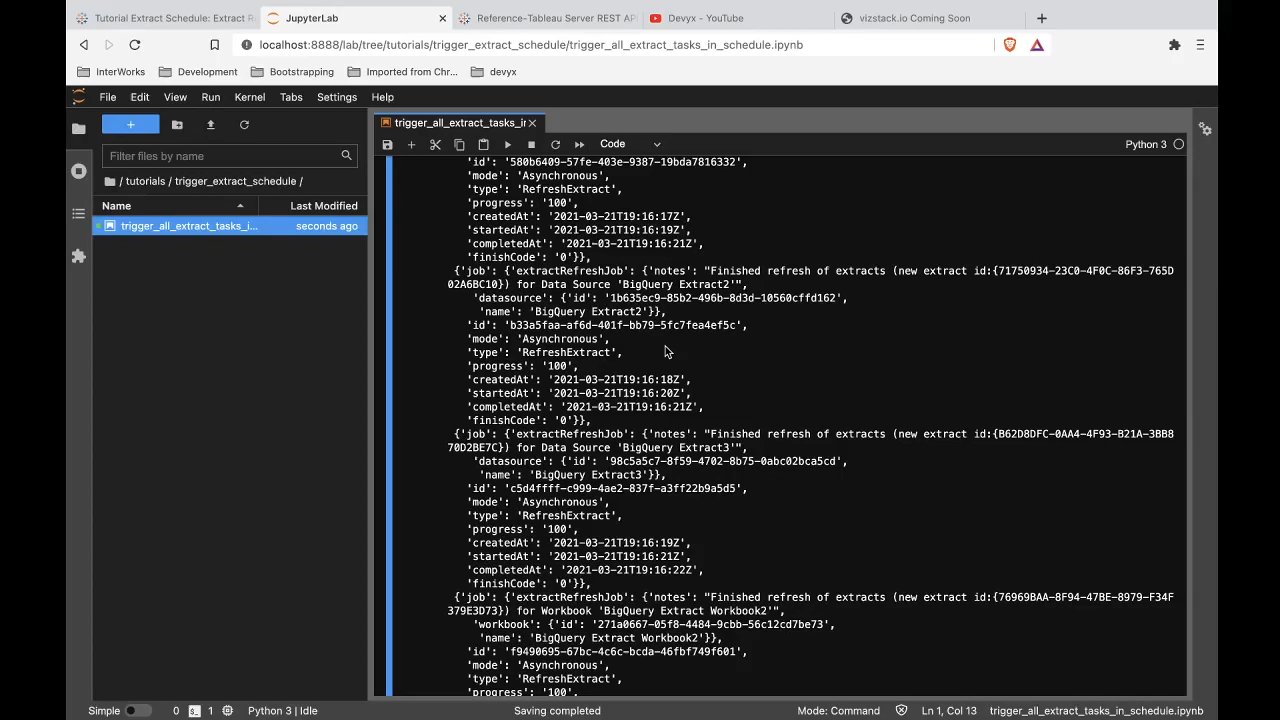 Tutorial Extract Schedule: Extract R
JupyterLab
Reference-Tableau Server REST AP
Devyx - YouTube
vizstack.io Coming Soon
localhost:8888/lab/tree/tutorials/trigger_extract_schedule/trigger_all_extract_tasks_in_schedule.ipynb
InterWorks
Development
Bootstrapping
Imported from Chr...
devyx
File Edit View Run Kernel Tabs Settings Help
trigger_all_extract_tasks_i
Filter files by name
Code
Python 3
/ tutorials / trigger_extract_schedule /
Name
Last Modified
trigger_all_extract_tasks_i...
seconds ago
'id': '580b6409-57fe-403e-9387-19bda7816332',
'mode': 'Asynchronous',
'type': 'RefreshExtract',
'progress': '100',
'createdAt': '2021-03-21T19:16:17Z',
'startedAt': '2021-03-21T19:16:19Z',
'completedAt': '2021-03-21T19:16:21Z',
'finishCode': '0'}},
{'job': {'extractRefreshJob': {'notes': "Finished refresh of extracts (new extract id:{71750934-23C0-4F0C-86F3-765D
02A6BC10}) for Data Source 'BigQuery Extract2'",
'datasource': {'id': '1b635ec9-85b2-496b-8d3d-10560cffd162',
'name': 'BigQuery Extract2'}},
'id': 'b33a5faa-af6d-401f-bb79-5fc7fea4ef5c',
'mode': 'Asynchronous',
'type': 'RefreshExtract',
'progress': '100',
'createdAt': '2021-03-21T19:16:18Z',
'startedAt': '2021-03-21T19:16:20Z',
'completedAt': '2021-03-21T19:16:21Z',
'finishCode': '0'}},
{'job': {'extractRefreshJob': {'notes': "Finished refresh of extracts (new extract id:{B62D8DFC-0AA4-4F93-B21A-3BB8
70D2BE7C}) for Data Source 'BigQuery Extract3'",
'datasource': {'id': '98c5a5c7-8f59-4702-8b75-0abc02bca5cd',
'name': 'BigQuery Extract3'}},
'id': 'c5d4ffff-c999-4ae2-837f-a3ff22b9a5d5',
'mode': 'Asynchronous',
'type': 'RefreshExtract',
'progress': '100',
'createdAt': '2021-03-21T19:16:19Z',
'startedAt': '2021-03-21T19:16:21Z',
'completedAt': '2021-03-21T19:16:22Z',
'finishCode': '0'}},
{'job': {'extractRefreshJob': {'notes': "Finished refresh of extracts (new extract id:{76969BAA-8F94-47BE-8979-F34F
379E3D73}) for Workbook 'BigQuery Extract Workbook2'",
'workbook': {'id': '271a0667-05f8-4484-9cbb-56c12cd7be73',
'name': 'BigQuery Extract Workbook2'}},
'id': 'f9490695-67bc-4c6c-bcda-46fbf749f601',
'mode': 'Asynchronous',
'type': 'RefreshExtract',
'progress': '100',
Simple 0 1 Python 3 | Idle
Saving completed
Mode: Command
Ln 1, Col 13
trigger_all_extract_tasks_in_schedule.ipynb